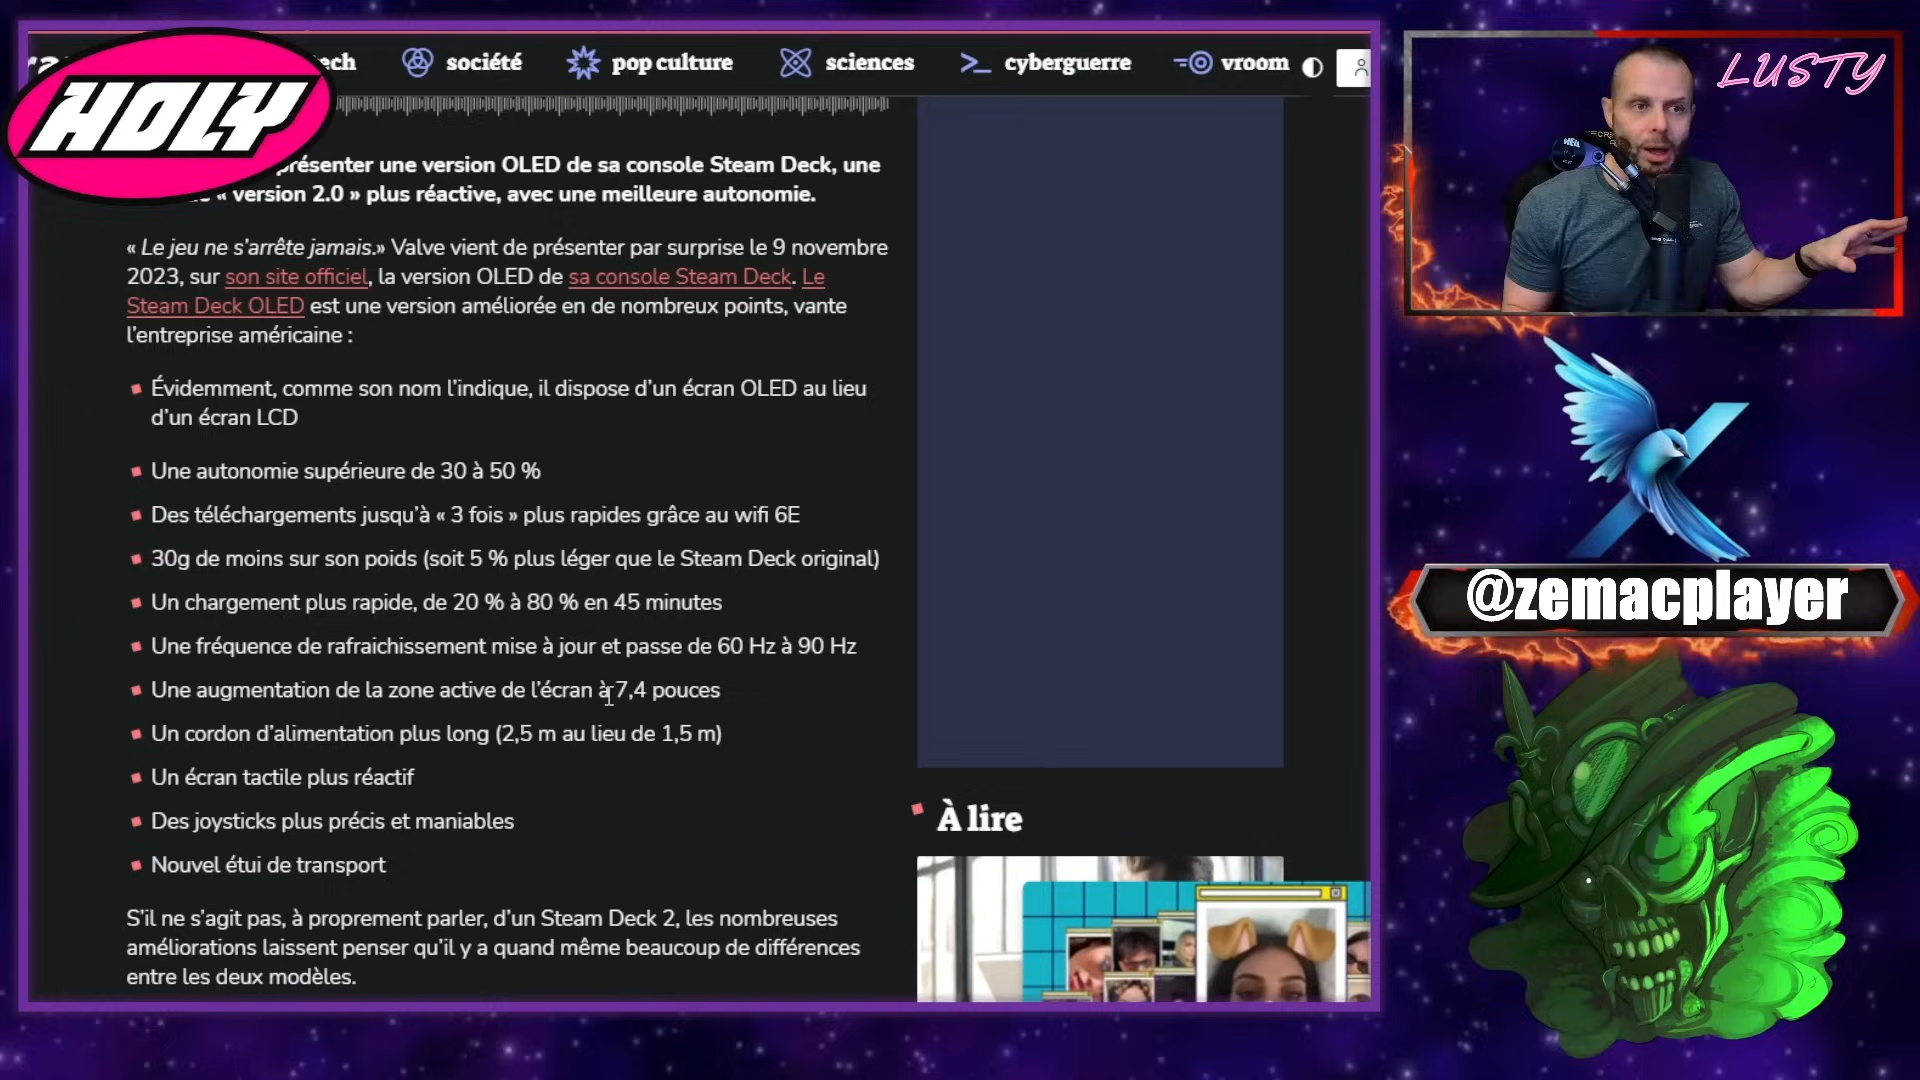 tech
société
pop culture
sciences
cyberguerre
vroom
HOLY
LUSTY
présenter une version OLED de sa console Steam Deck, une
« version 2.0 » plus réactive, avec une meilleure autonomie.
« Le jeu ne s’arrête jamais.» Valve vient de présenter par surprise le 9 novembre
2023, sur son site officiel, la version OLED de sa console Steam Deck. Le
Steam Deck OLED est une version améliorée en de nombreux points, vante
l’entreprise américaine :
Évidemment, comme son nom l’indique, il dispose d’un écran OLED au lieu
d’un écran LCD
Une autonomie supérieure de 30 à 50 %
Des téléchargements jusqu’à « 3 fois » plus rapides grâce au wifi 6E
30g de moins sur son poids (soit 5 % plus léger que le Steam Deck original)
Un chargement plus rapide, de 20 % à 80 % en 45 minutes
Une fréquence de rafraichissement mise à jour et passe de 60 Hz à 90 Hz
Une augmentation de la zone active de l’écran à 7,4 pouces
Un cordon d’alimentation plus long (2,5 m au lieu de 1,5 m)
Un écran tactile plus réactif
Des joysticks plus précis et maniables
Nouvel étui de transport
S’il ne s’agit pas, à proprement parler, d’un Steam Deck 2, les nombreuses
améliorations laissent penser qu’il y a quand même beaucoup de différences
entre les deux modèles.
À lire
@zemacplayer